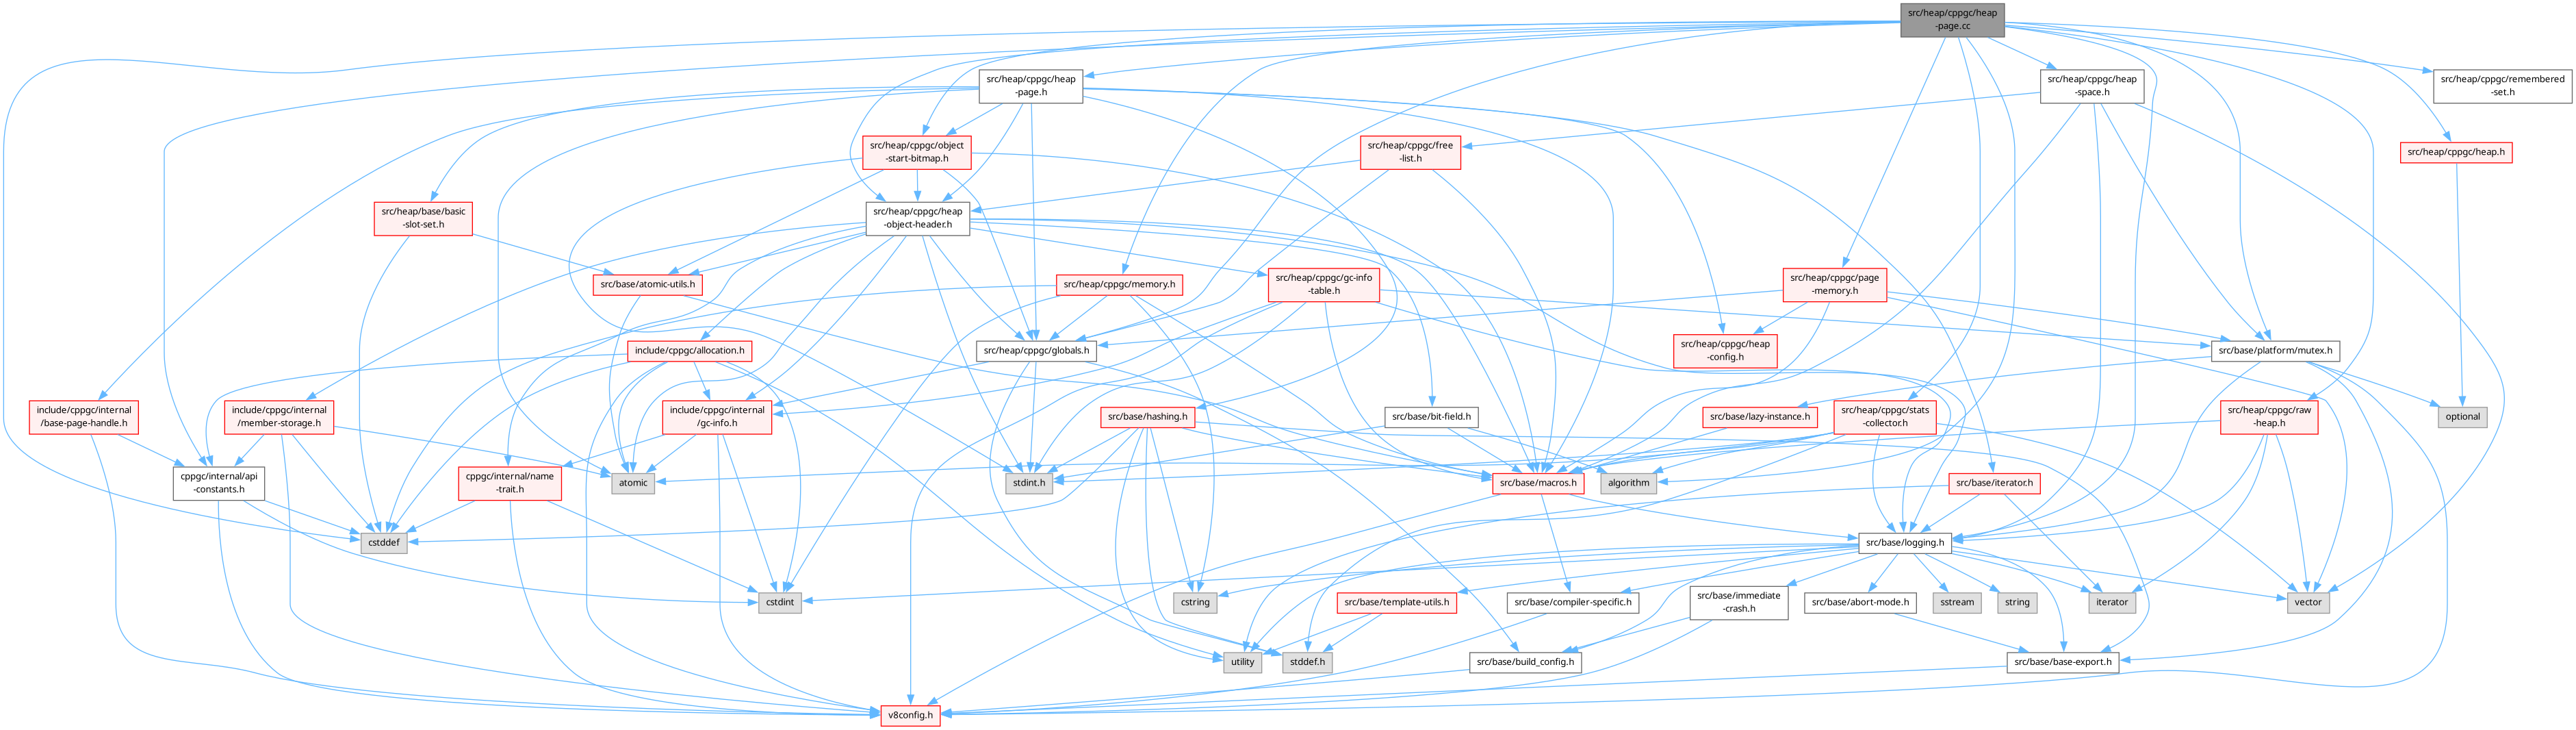 src/heap/cppgc/heap
-page.cc
src/heap/cppgc/heap
-page.h
src/heap/cppgc/heap
-space.h
src/heap/cppgc/remembered
-set.h
src/heap/cppgc/object
-start-bitmap.h
src/heap/cppgc/free
-list.h
src/heap/cppgc/heap.h
src/heap/base/basic
-slot-set.h
src/heap/cppgc/heap
-object-header.h
src/base/atomic-utils.h
src/heap/cppgc/memory.h
src/heap/cppgc/gc-info
-table.h
src/heap/cppgc/page
-memory.h
include/cppgc/allocation.h
src/heap/cppgc/globals.h
src/heap/cppgc/heap
-config.h
src/base/platform/mutex.h
include/cppgc/internal
/base-page-handle.h
include/cppgc/internal
/member-storage.h
include/cppgc/internal
/gc-info.h
src/base/hashing.h
src/base/bit-field.h
src/base/lazy-instance.h
src/heap/cppgc/stats
-collector.h
src/heap/cppgc/raw
-heap.h
optional
cppgc/internal/api
-constants.h
cppgc/internal/name
-trait.h
atomic
stdint.h
src/base/macros.h
algorithm
src/base/iterator.h
cstddef
src/base/logging.h
cstdint
cstring
src/base/template-utils.h
src/base/compiler-specific.h
src/base/immediate
-crash.h
src/base/abort-mode.h
sstream
string
iterator
vector
utility
stddef.h
src/base/build_config.h
src/base/base-export.h
v8config.h